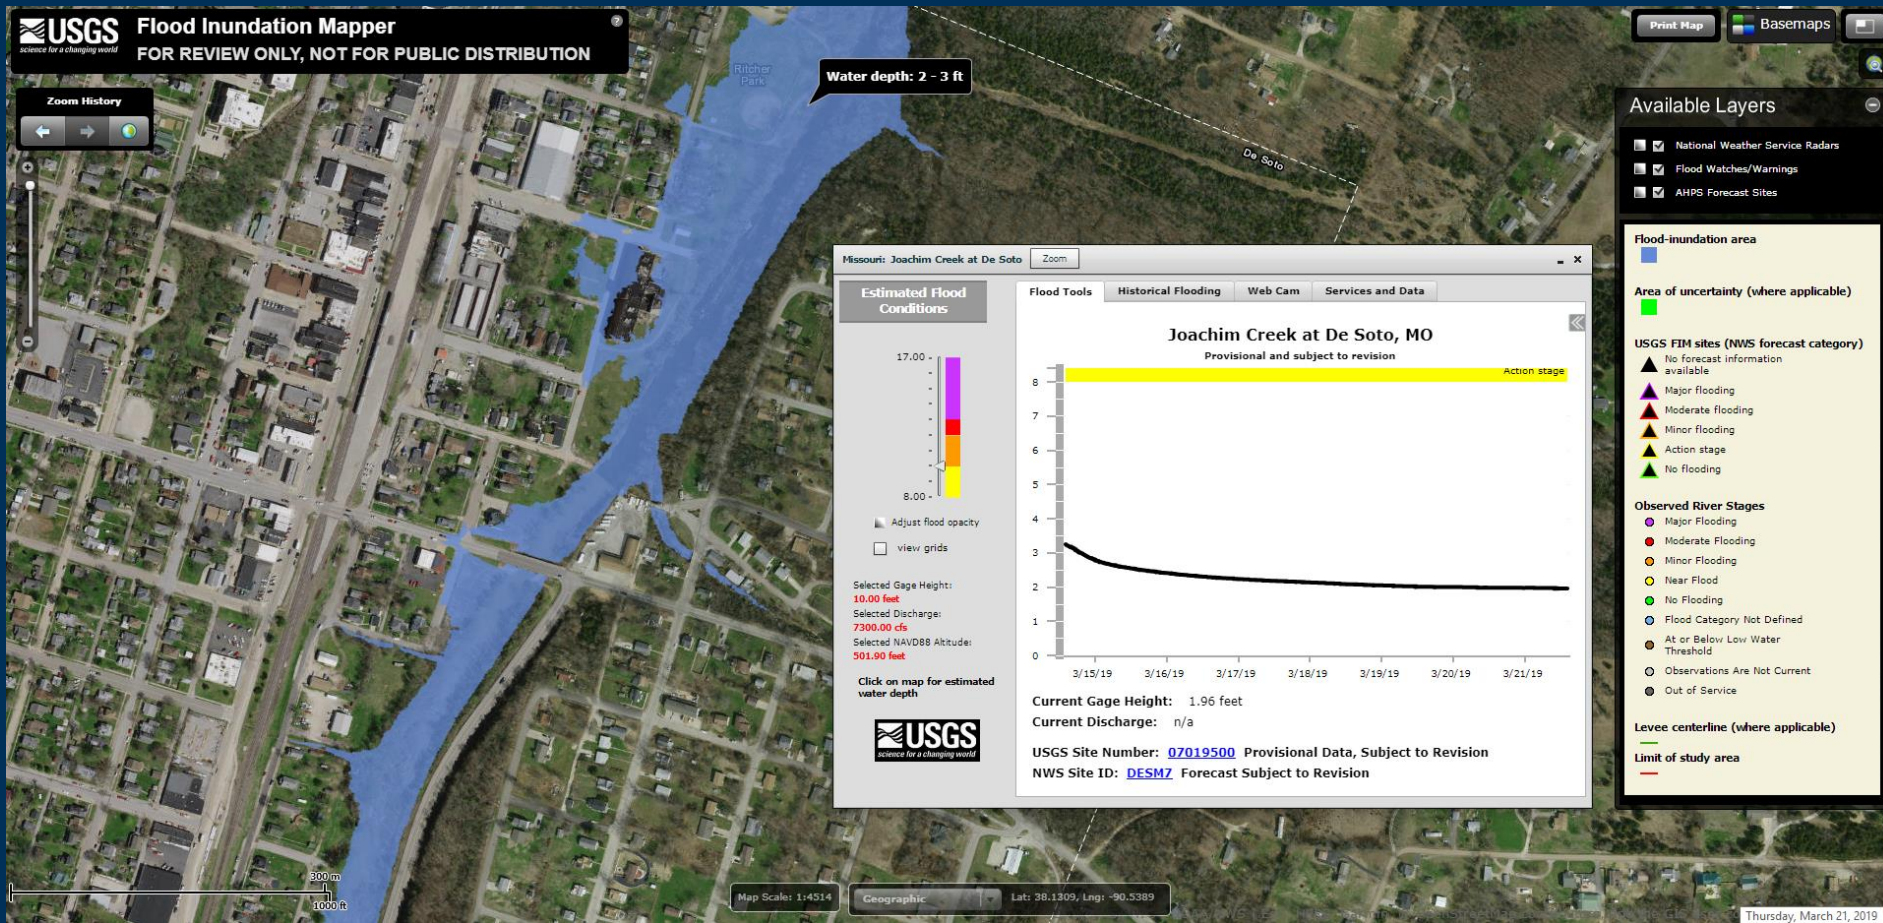 USGS
science for a changing world
Flood Inundation Mapper
FOR REVIEW ONLY, NOT FOR PUBLIC DISTRIBUTION
?
Zoom History
Ritcher
Park
Water depth: 2 - 3 ft
De Soto
Print Map
Basemaps
Available Layers
National Weather Service Radars
Flood Watches/Warnings
AHPS Forecast Sites
Flood-inundation area
Area of uncertainty (where applicable)
USGS FIM sites (NWS forecast category)
No forecast information
available
Major flooding
Moderate flooding
Minor flooding
Action stage
No flooding
Observed River Stages
Major Flooding
Moderate Flooding
Minor Flooding
Near Flood
No Flooding
Flood Category Not Defined
At or Below Low Water
Threshold
Observations Are Not Current
Out of Service
Levee centerline (where applicable)
Limit of study area
Missouri: Joachim Creek at De Soto
Zoom
Estimated Flood
Conditions
17.00 -
8.00 -
Adjust flood opacity
view grids
Selected Gage Height:
10.00 feet
Selected Discharge:
7300.00 cfs
Selected NAVD88 Altitude:
501.90 feet
Click on map for estimated
water depth
USGS
science for a changing world
Flood Tools
Historical Flooding
Web Cam
Services and Data
Joachim Creek at De Soto, MO
Provisional and subject to revision
Action stage
8
7
6
5
4
3
2
1
0
3/15/19
3/16/19
3/17/19
3/18/19
3/19/19
3/20/19
3/21/19
Current Gage Height: 1.96 feet
Current Discharge: n/a
USGS Site Number: 07019500 Provisional Data, Subject to Revision
NWS Site ID: DESM7 Forecast Subject to Revision
300 m
1000 ft
Map Scale: 1:4514
Geographic
Lat: 38.1309, Lng: -90.5389
Thursday, March 21, 2019